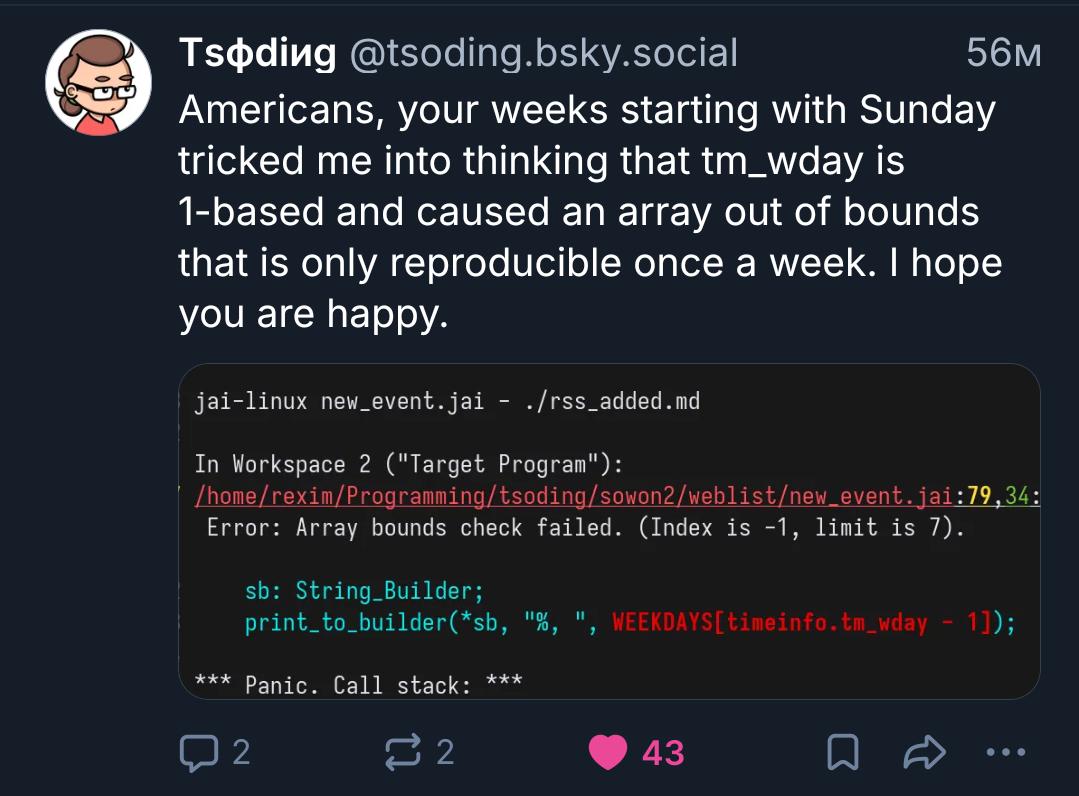 Tsфdiиg @tsoding.bsky.social 56м
Americans, your weeks starting with Sunday
tricked me into thinking that tm_wday is
1-based and caused an array out of bounds
that is only reproducible once a week. I hope
you are happy.
jai-linux new_event.jai - ./rss_added.md
In Workspace 2 ("Target Program"):
/home/rexim/Programming/tsoding/sowon2/weblist/new_event.jai:79,34:
Error: Array bounds check failed. (Index is -1, limit is 7).
sb: String_Builder;
print_to_builder(*sb, "%, ", WEEKDAYS[timeinfo.tm_wday - 1]);
*** Panic. Call stack: ***
2 2 43